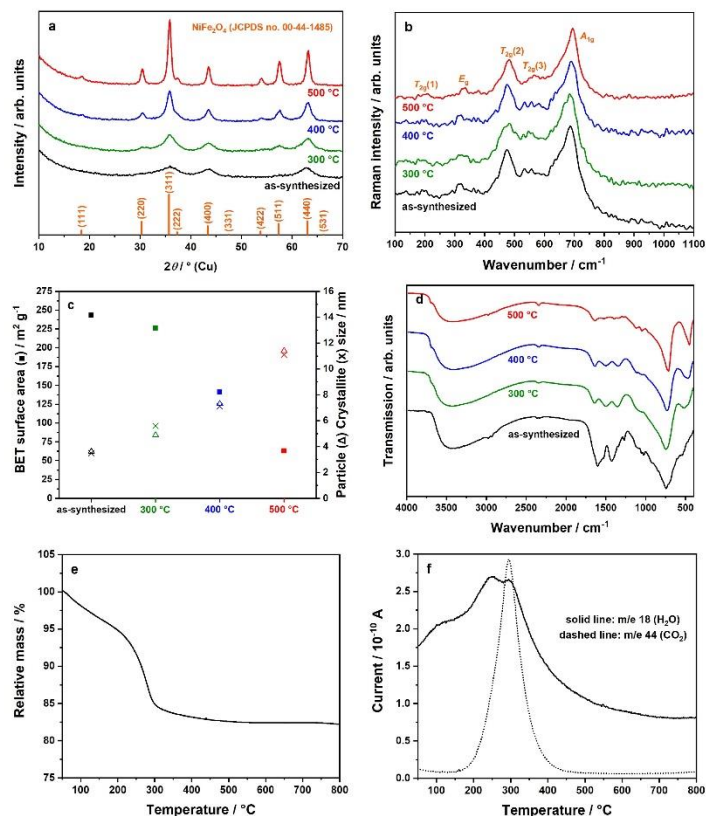 a
NiFe₂O₄ (JCPDS no. 00-44-1485)
500 °C
400 °C
300 °C
as-synthesized
(111)
(220)
(311)
(222)
(400)
(331)
(422)
(511)
(440)
(531)
10 20 30 40 50 60 70
2θ / ° (Cu)
Intensity / arb. units
b
T₂g(1)
Eg
T₂g(2)
T₂g(3)
A₁g
500 °C
400 °C
300 °C
as-synthesized
100 200 300 400 500 600 700 800 900 1000 1100
Wavenumber / cm⁻¹
Raman intensity / arb. units
c
275
250
225
200
175
150
125
100
75
50
25
0
16
14
12
10
8
6
4
2
0
as-synthesized 300 °C 400 °C 500 °C
BET surface area (■) / m² g⁻¹
Particle (Δ) Crystallite (x) size / nm
d
500 °C
400 °C
300 °C
as-synthesized
4000 3500 3000 2500 2000 1500 1000 500
Wavenumber / cm⁻¹
Transmission / arb. units
e
105
100
95
90
85
80
75
100 200 300 400 500 600 700 800
Temperature / °C
Relative mass / %
f
3.0
2.5
2.0
1.5
1.0
0.5
0.0
solid line: m/e 18 (H₂O)
dashed line: m/e 44 (CO₂)
100 200 300 400 500 600 700 800
Temperature / °C
Current / 10⁻¹⁰ A